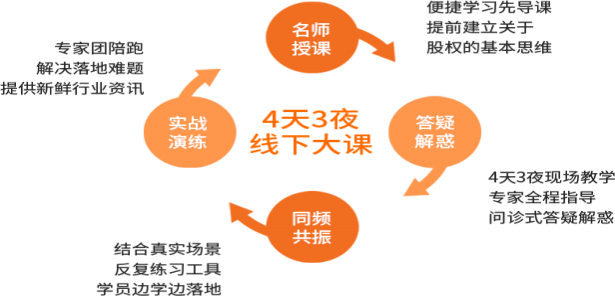 名师
授课
便捷学习先导课
提前建立关于
股权的基本思维
专家团陪跑
解决落地难题
提供新鲜行业资讯
实战
演练
4天3夜
线下大课
答疑
解惑
4天3夜现场教学
专家全程指导
问诊式答疑解惑
同频
共振
结合真实场景
反复练习工具
学员边学边落地